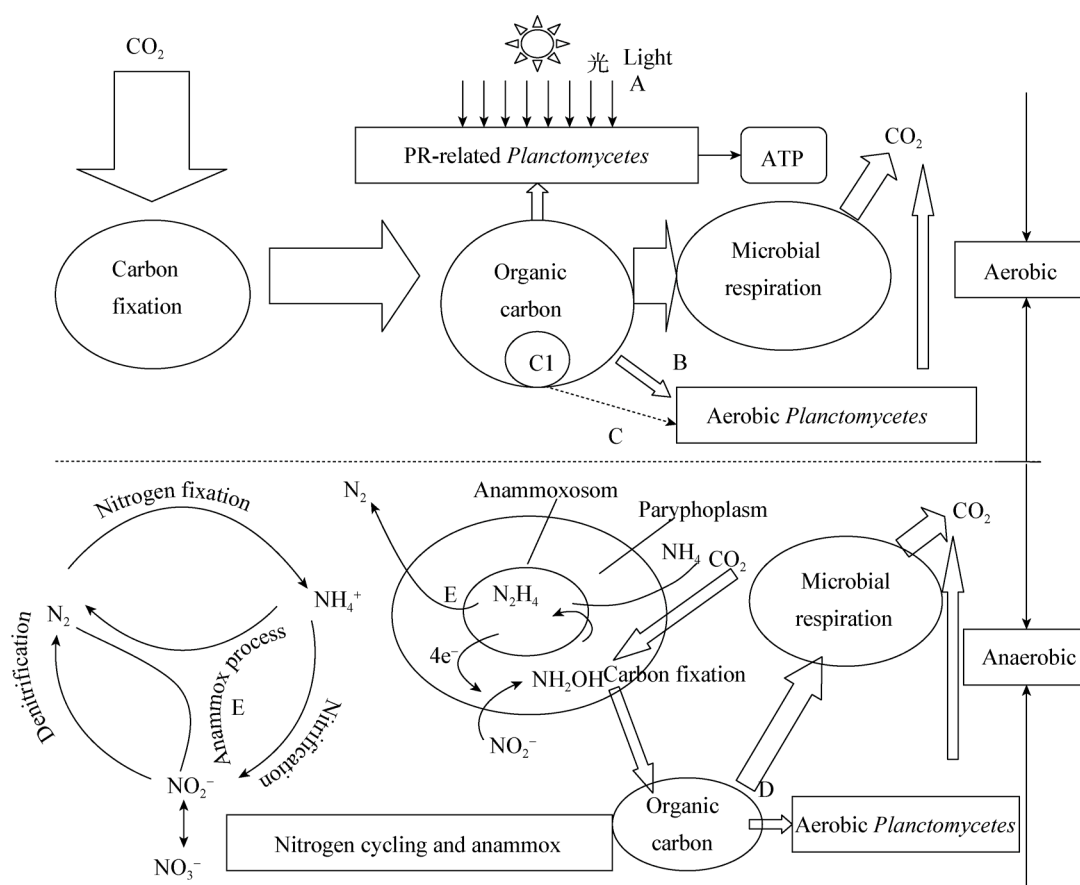 CO₂
光 Light
A
PR-related Planctomycetes
ATP
CO₂
Carbon
fixation
Organic
carbon
C1
Microbial
respiration
Aerobic
B
Aerobic Planctomycetes
C
Nitrogen fixation
N₂
Anammoxosom
Paryphoplasm
CO₂
NH₄
CO₂
N₂
NH₄⁺
E
N₂H₄
Microbial
respiration
Denitrification
Anammox process
E
Nitrification
4e⁻
NH₂OH
Carbon fixation
Anaerobic
NO₂⁻
NO₂⁻
D
NO₃⁻
Nitrogen cycling and anammox
Organic
carbon
Aerobic Planctomycetes